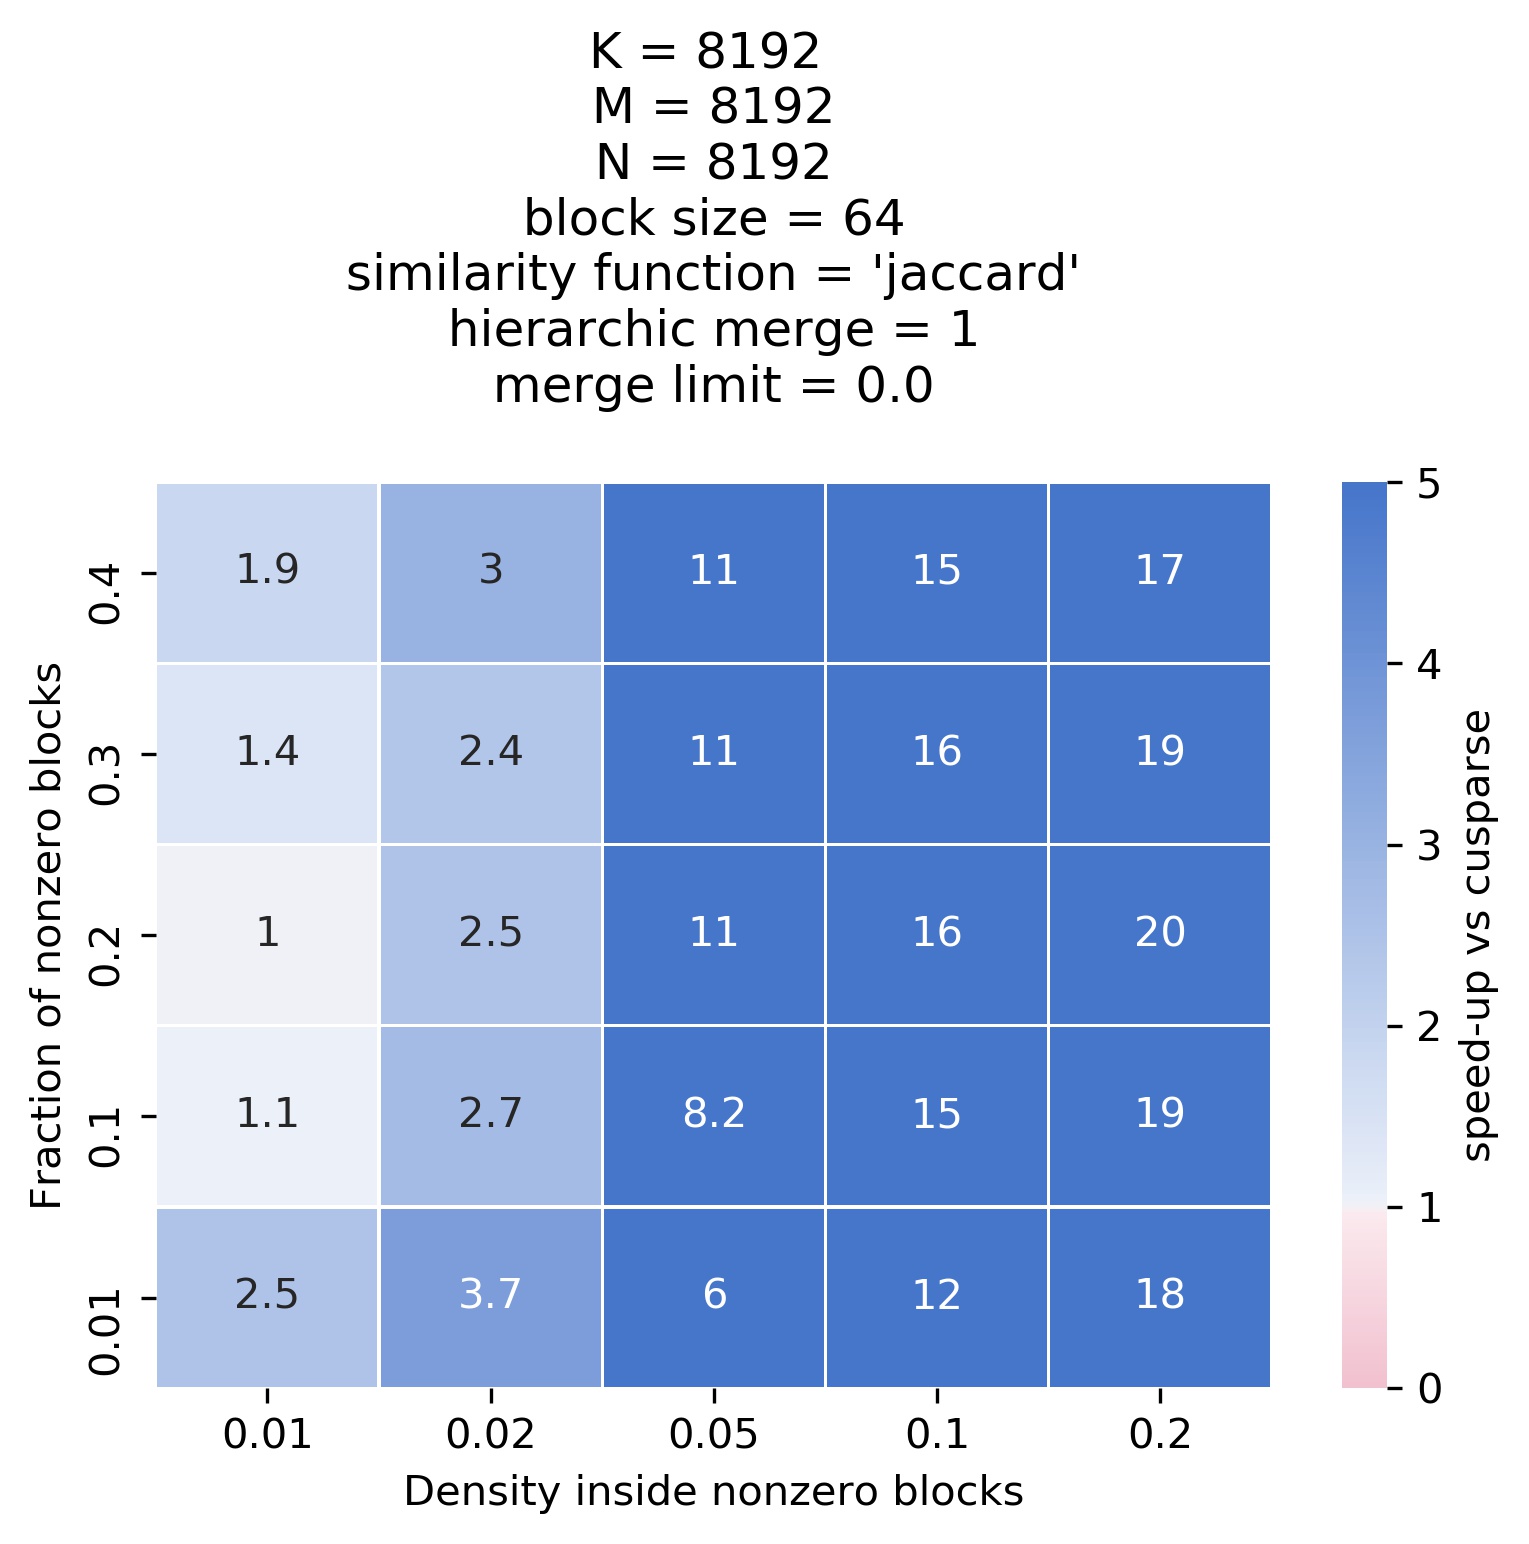 K = 8192
M = 8192
N = 8192
block size = 64
similarity function = 'jaccard'
hierarchic merge = 1
merge limit = 0.0
Fraction of nonzero blocks
0.4
1.9 3 11 15 17
0.3
1.4 2.4 11 16 19
0.2
1 2.5 11 16 20
0.1
1.1 2.7 8.2 15 19
0.01
2.5 3.7 6 12 18
0.01 0.02 0.05 0.1 0.2
Density inside nonzero blocks
5
4
3
2
1
0
speed-up vs cusparse